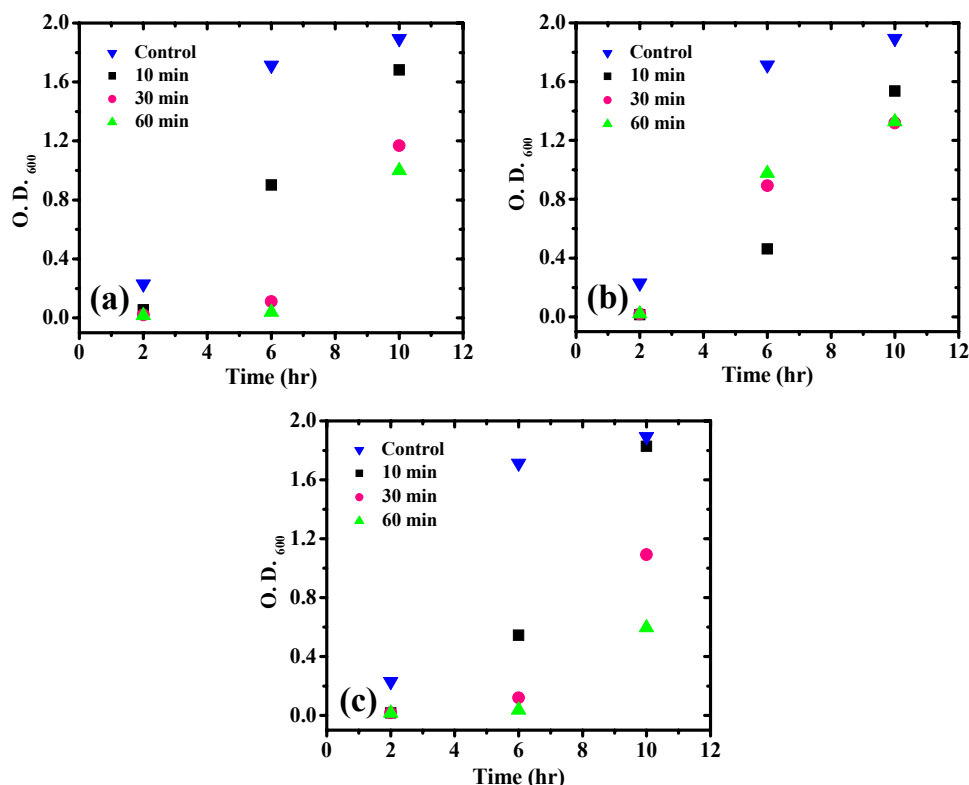 2.0
1.6
1.2
0.8
0.4
0.0
O. D. 600
Control
10 min
30 min
60 min
(a)
0 2 4 6 8 10 12
Time (hr)
2.0
1.6
1.2
0.8
0.4
0.0
O. D. 600
Control
10 min
30 min
60 min
(b)
0 2 4 6 8 10 12
Time (hr)
2.0
1.6
1.2
0.8
0.4
0.0
O. D. 600
Control
10 min
30 min
60 min
(c)
0 2 4 6 8 10 12
Time (hr)